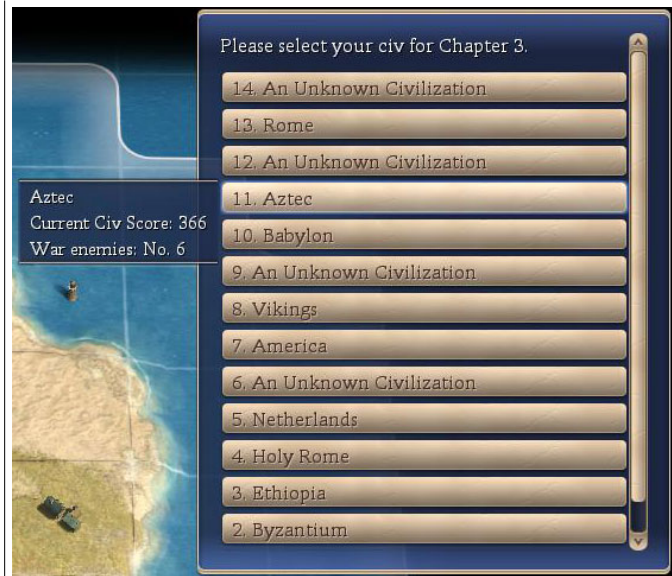 Please select your civ for Chapter 3.
14. An Unknown Civilization
13. Rome
12. An Unknown Civilization
11. Aztec
10. Babylon
9. An Unknown Civilization
8. Vikings
7. America
6. An Unknown Civilization
5. Netherlands
4. Holy Rome
3. Ethiopia
2. Byzantium
Aztec
Current Civ Score: 366
War enemies: No. 6